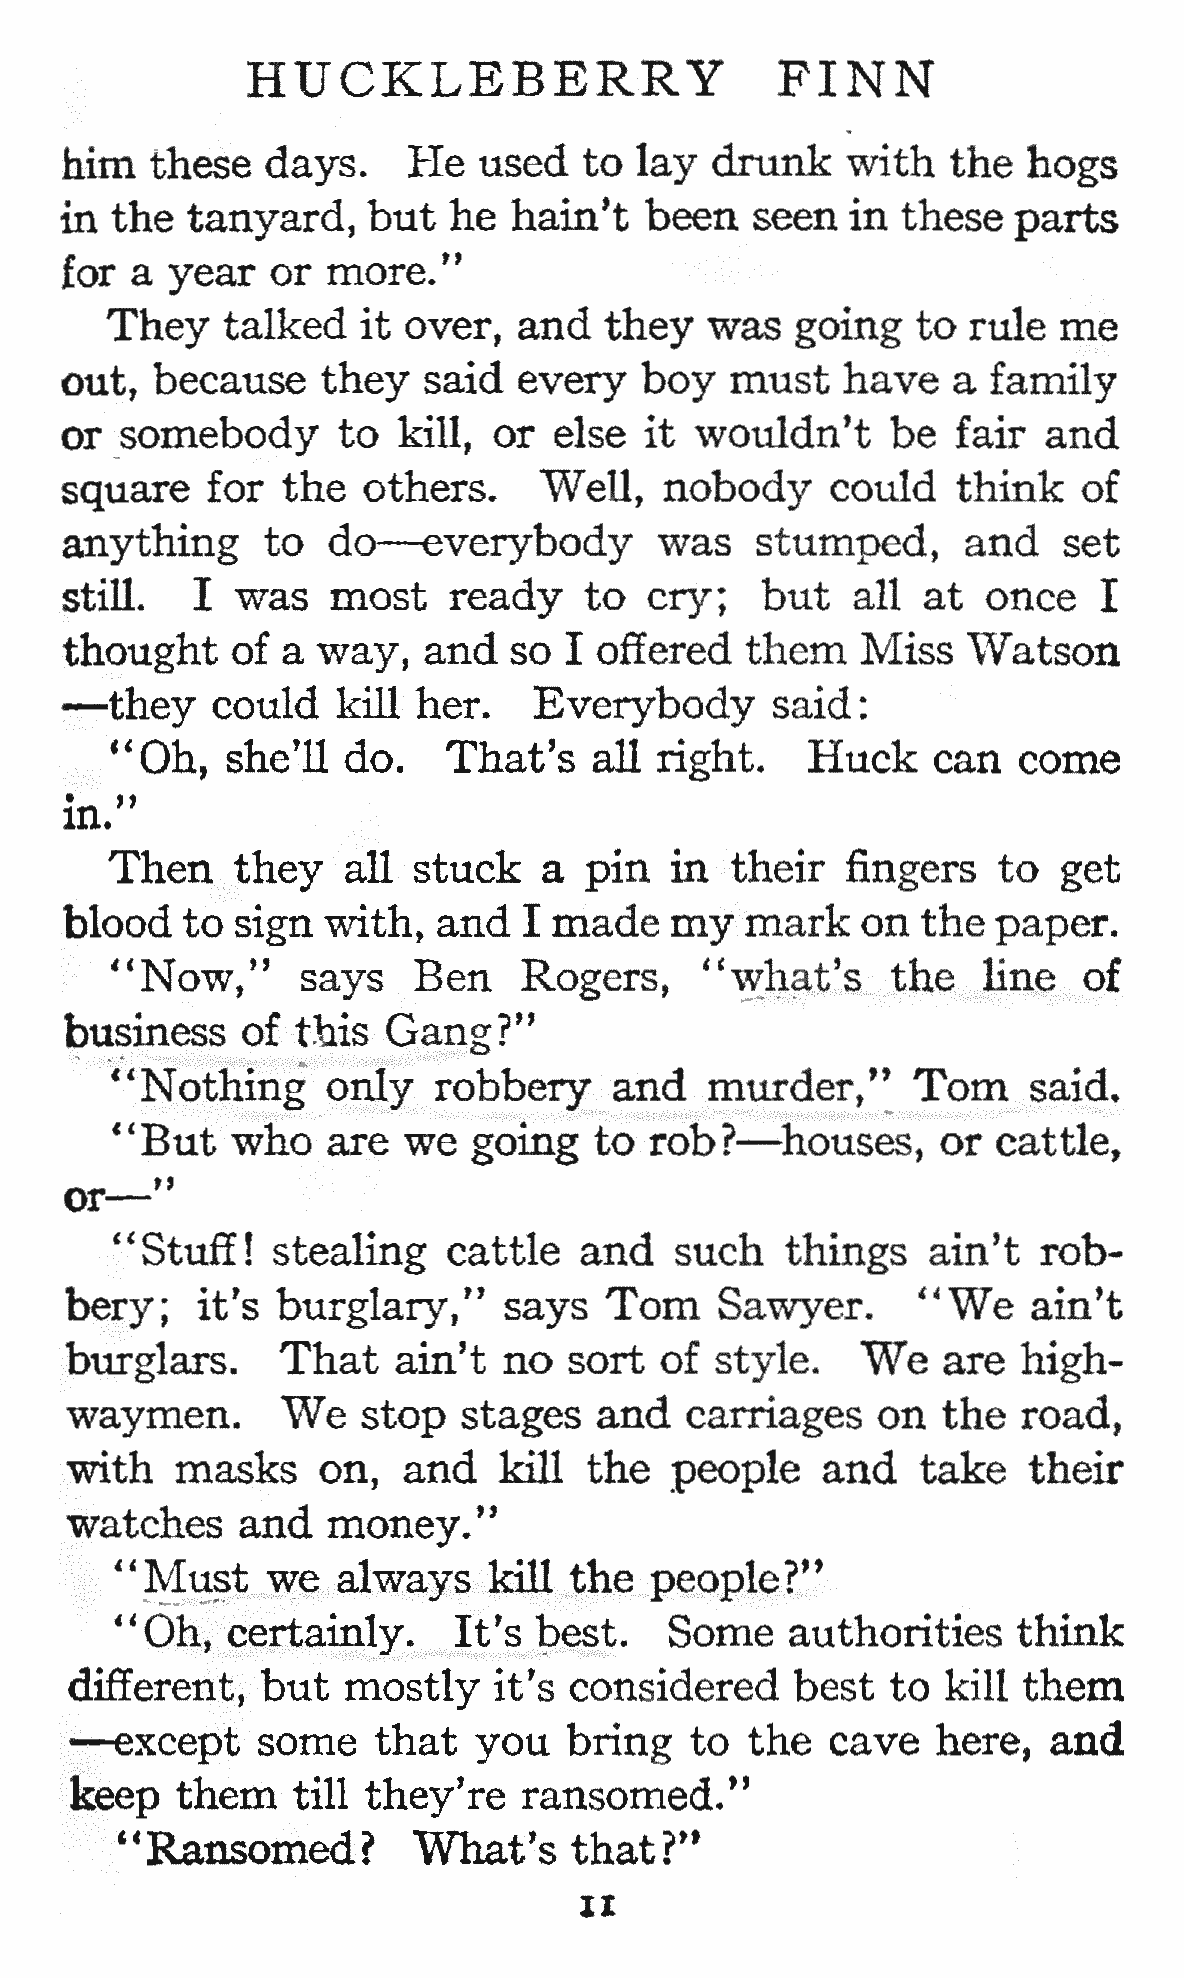 HUCKLEBERRY FINN
him these days. He used to lay drunk with the hogs
in the tanyard, but he hain't been seen in these parts
for a year or more."
They talked it over, and they was going to rule me
out, because they said every boy must have a family
or somebody to kill, or else it wouldn't be fair and
square for the others. Well, nobody could think of
anything to do—everybody was stumped, and set
still. I was most ready to cry; but all at once I
thought of a way, and so I offered them Miss Watson
—they could kill her. Everybody said:
"Oh, she'll do. That's all right. Huck can come
in."
Then they all stuck a pin in their fingers to get
blood to sign with, and I made my mark on the paper.
"Now," says Ben Rogers, "what's the line of
business of this Gang?"
"Nothing only robbery and murder," Tom said.
"But who are we going to rob?—houses, or cattle,
or—"
"Stuff! stealing cattle and such things ain't rob-
bery; it's burglary," says Tom Sawyer. "We ain't
burglars. That ain't no sort of style. We are high-
waymen. We stop stages and carriages on the road,
with masks on, and kill the people and take their
watches and money."
"Must we always kill the people?"
"Oh, certainly. It's best. Some authorities think
different, but mostly it's considered best to kill them
—except some that you bring to the cave here, and
keep them till they're ransomed."
"Ransomed? What's that?"
11